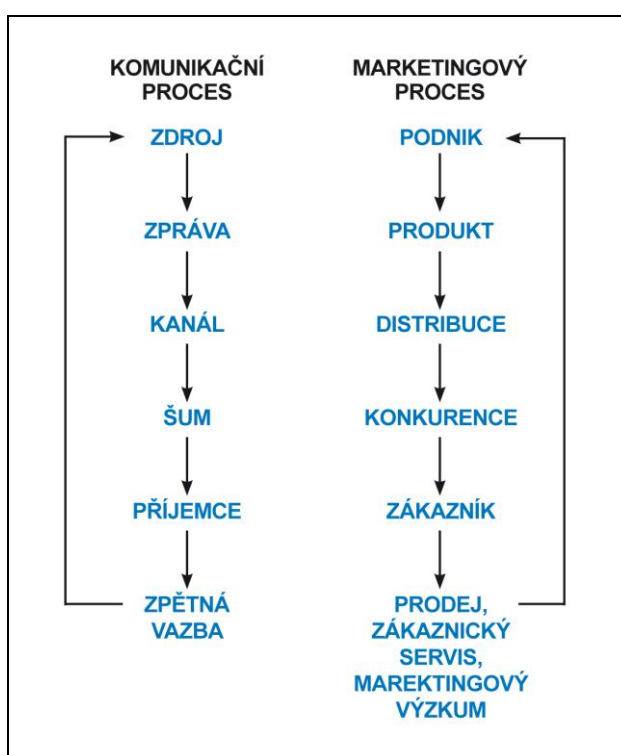 KOMUNIKAČNÍ
PROCES
ZDROJ
ZPRÁVA
KANÁL
ŠUM
PŘÍJEMCE
ZPĚTNÁ
VAZBA
MARKETINGOVÝ
PROCES
PODNIK
PRODUKT
DISTRIBUCE
KONKURENCE
ZÁKAZNÍK
PRODEJ,
ZÁKAZNICKÝ
SERVIS,
MAREKTINGOVÝ
VÝZKUM